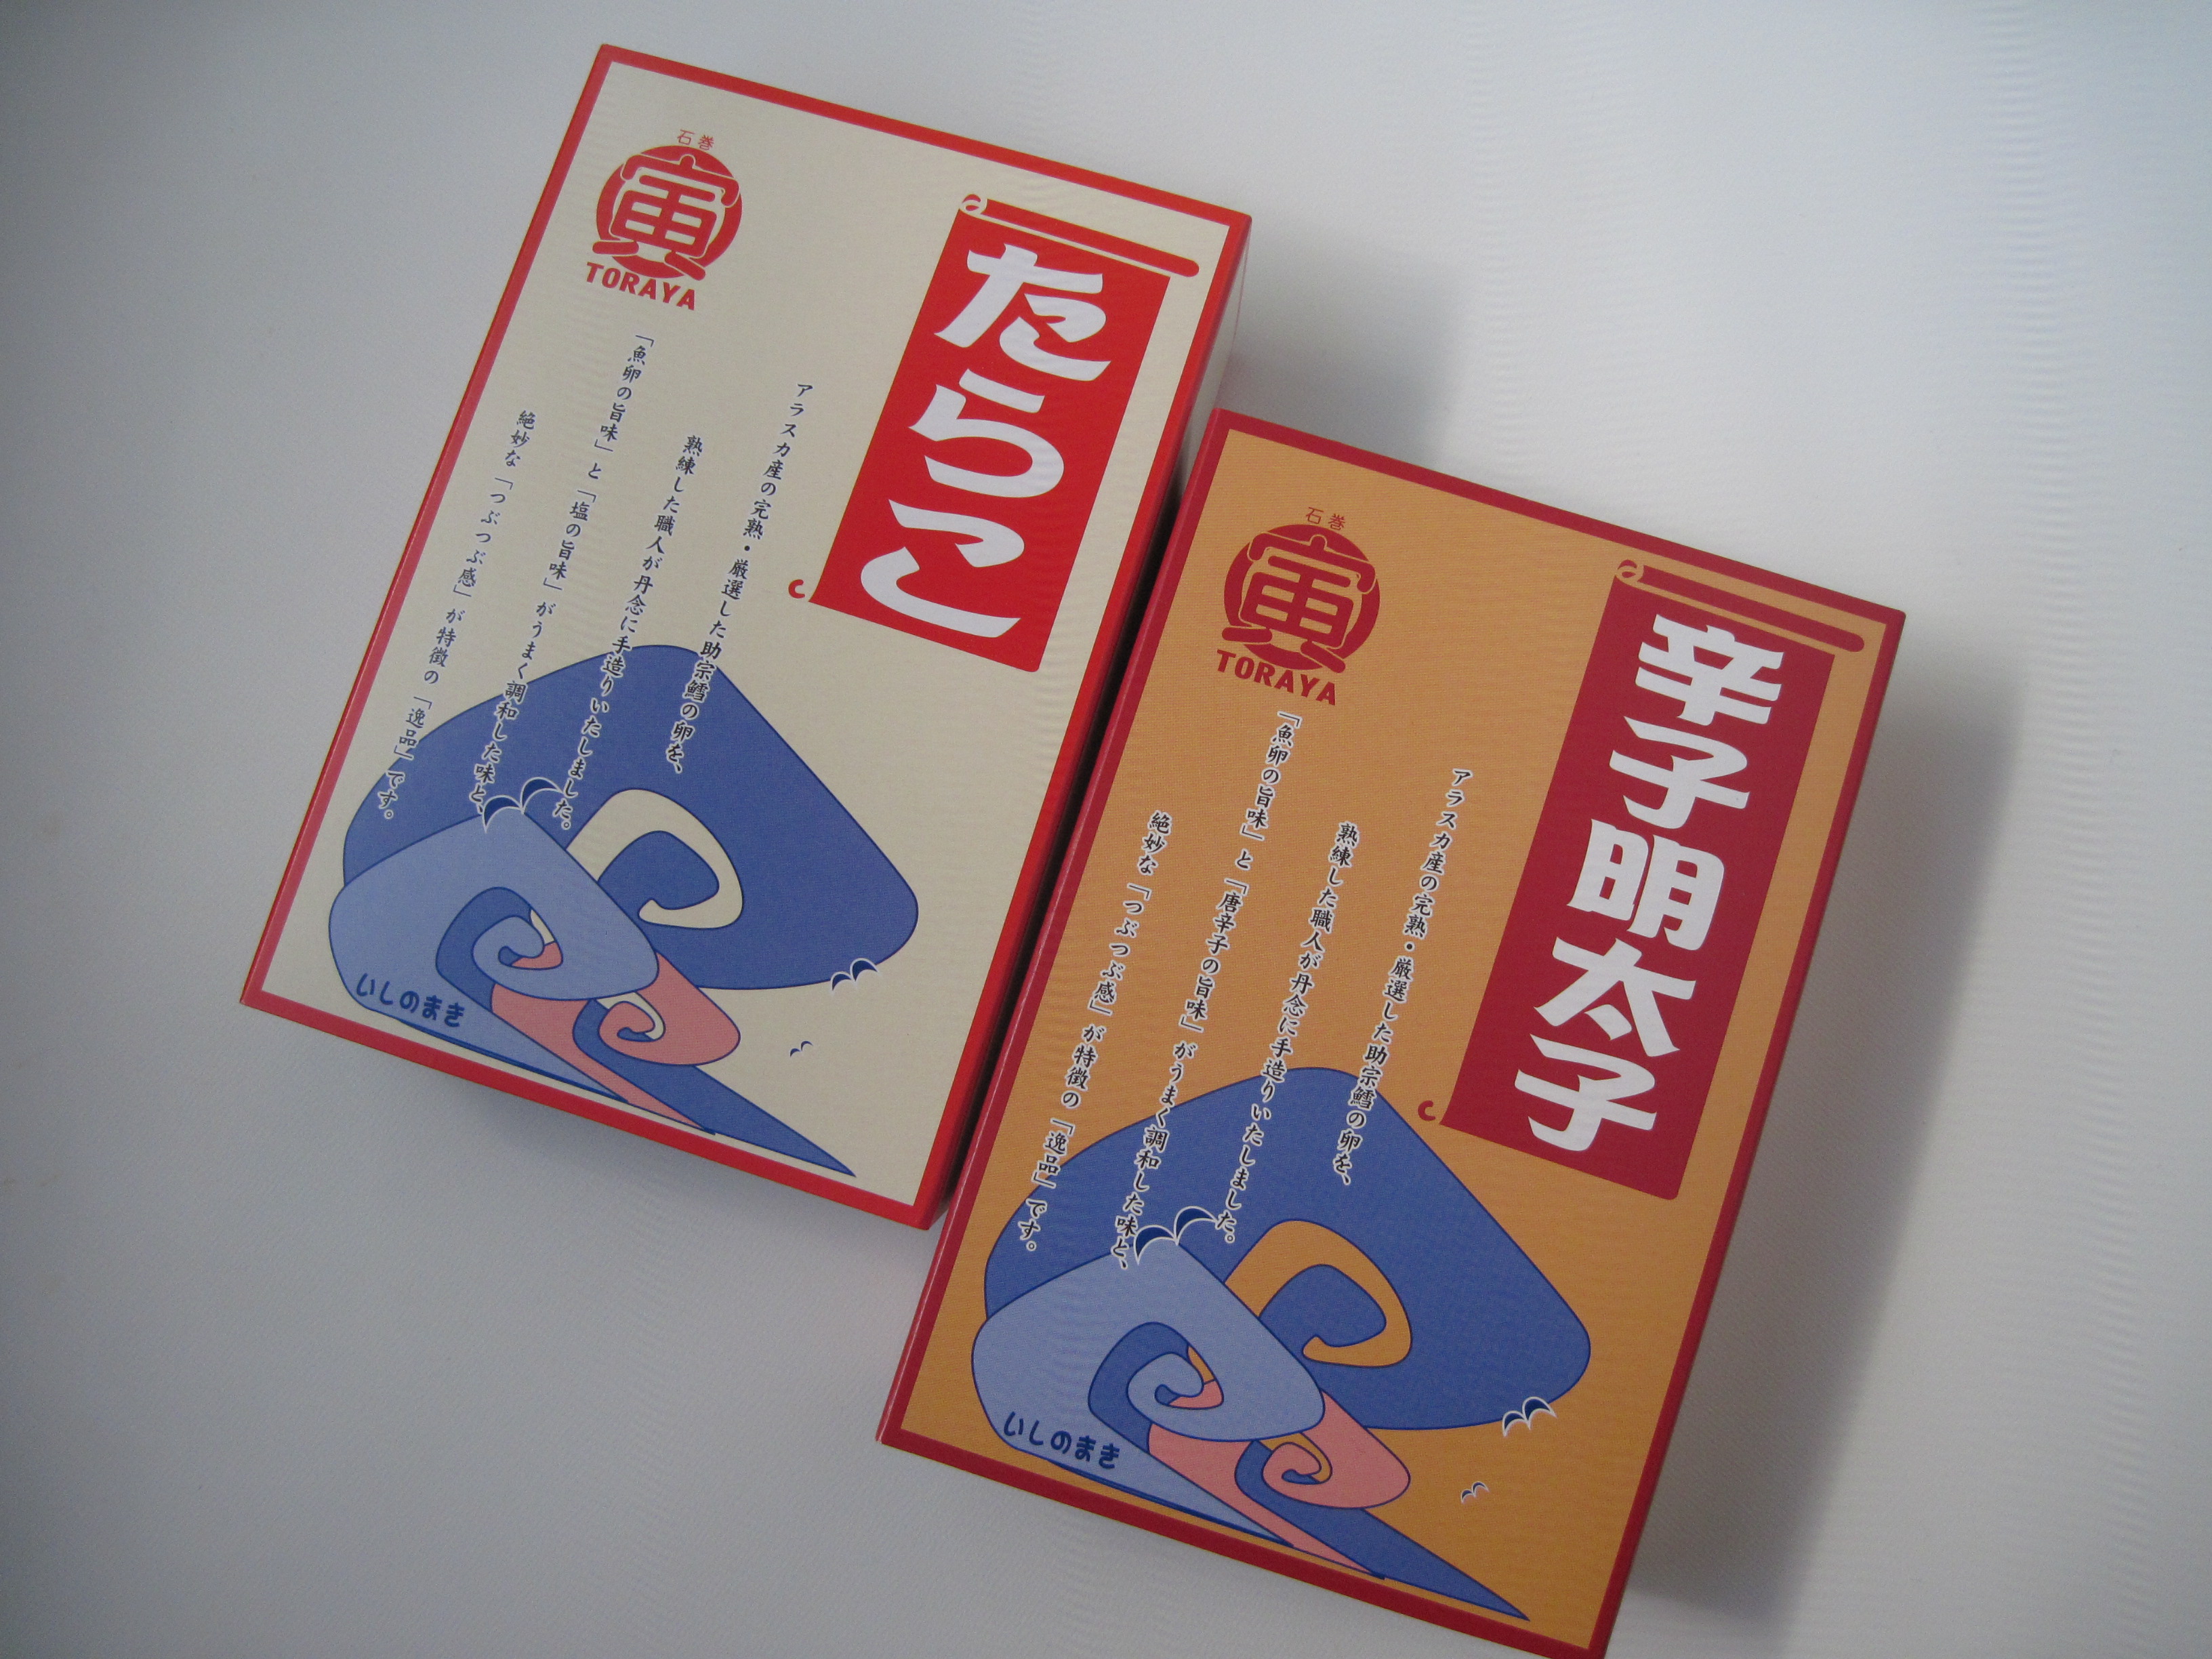 石巻
寅
TORAYA
たらこ
アラスカ産の完熟・厳選した助宗鱈の卵を、
熟練した職人が丹念に手造りいたしました。
「魚卵の旨味」と「塩の旨味」がうまく調和した味と、
絶妙な「つぶつぶ感」が特徴の「逸品」です。
いしのまき
石巻
寅
TORAYA
辛子明太子
アラスカ産の完熟・厳選した助宗鱈の卵を、
熟練した職人が丹念に手造りいたしました。
「魚卵の旨味」と「唐辛子の旨味」がうまく調和した味と、
絶妙な「つぶつぶ感」が特徴の「逸品」です。
いしのまき